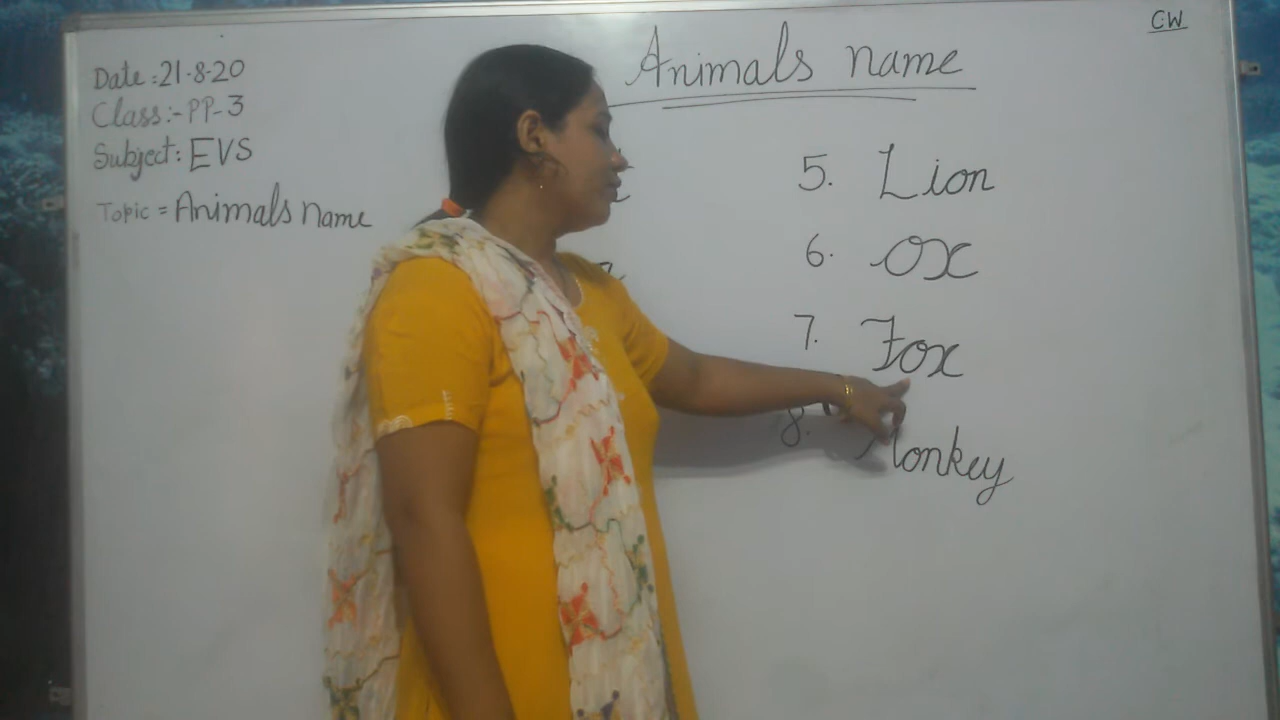 CW
Animals name
Date :21.8.20
Class:- PP-3
Subject: EVS
Topic = Animals name
5. Lion
6. Ox
7. Fox
8. Monkey